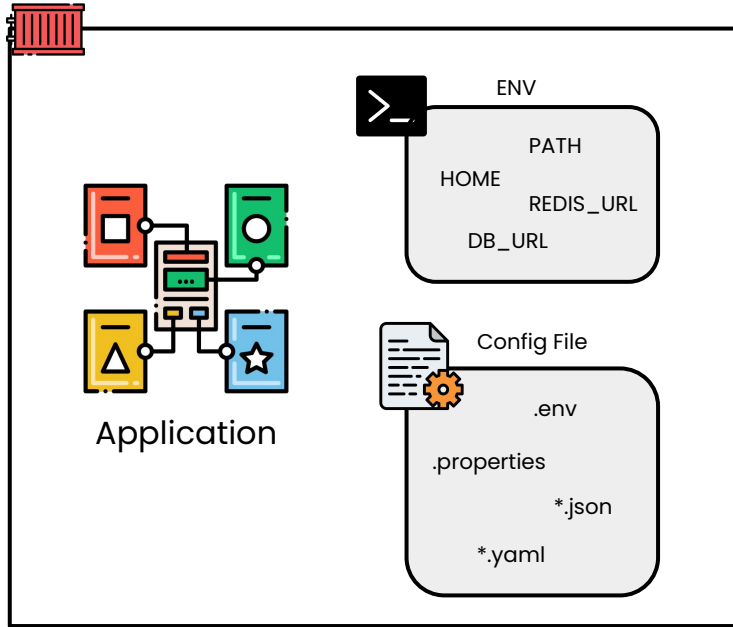 ENV
PATH
HOME
REDIS_URL
DB_URL
Config File
.env
.properties
*.json
*.yaml
Application